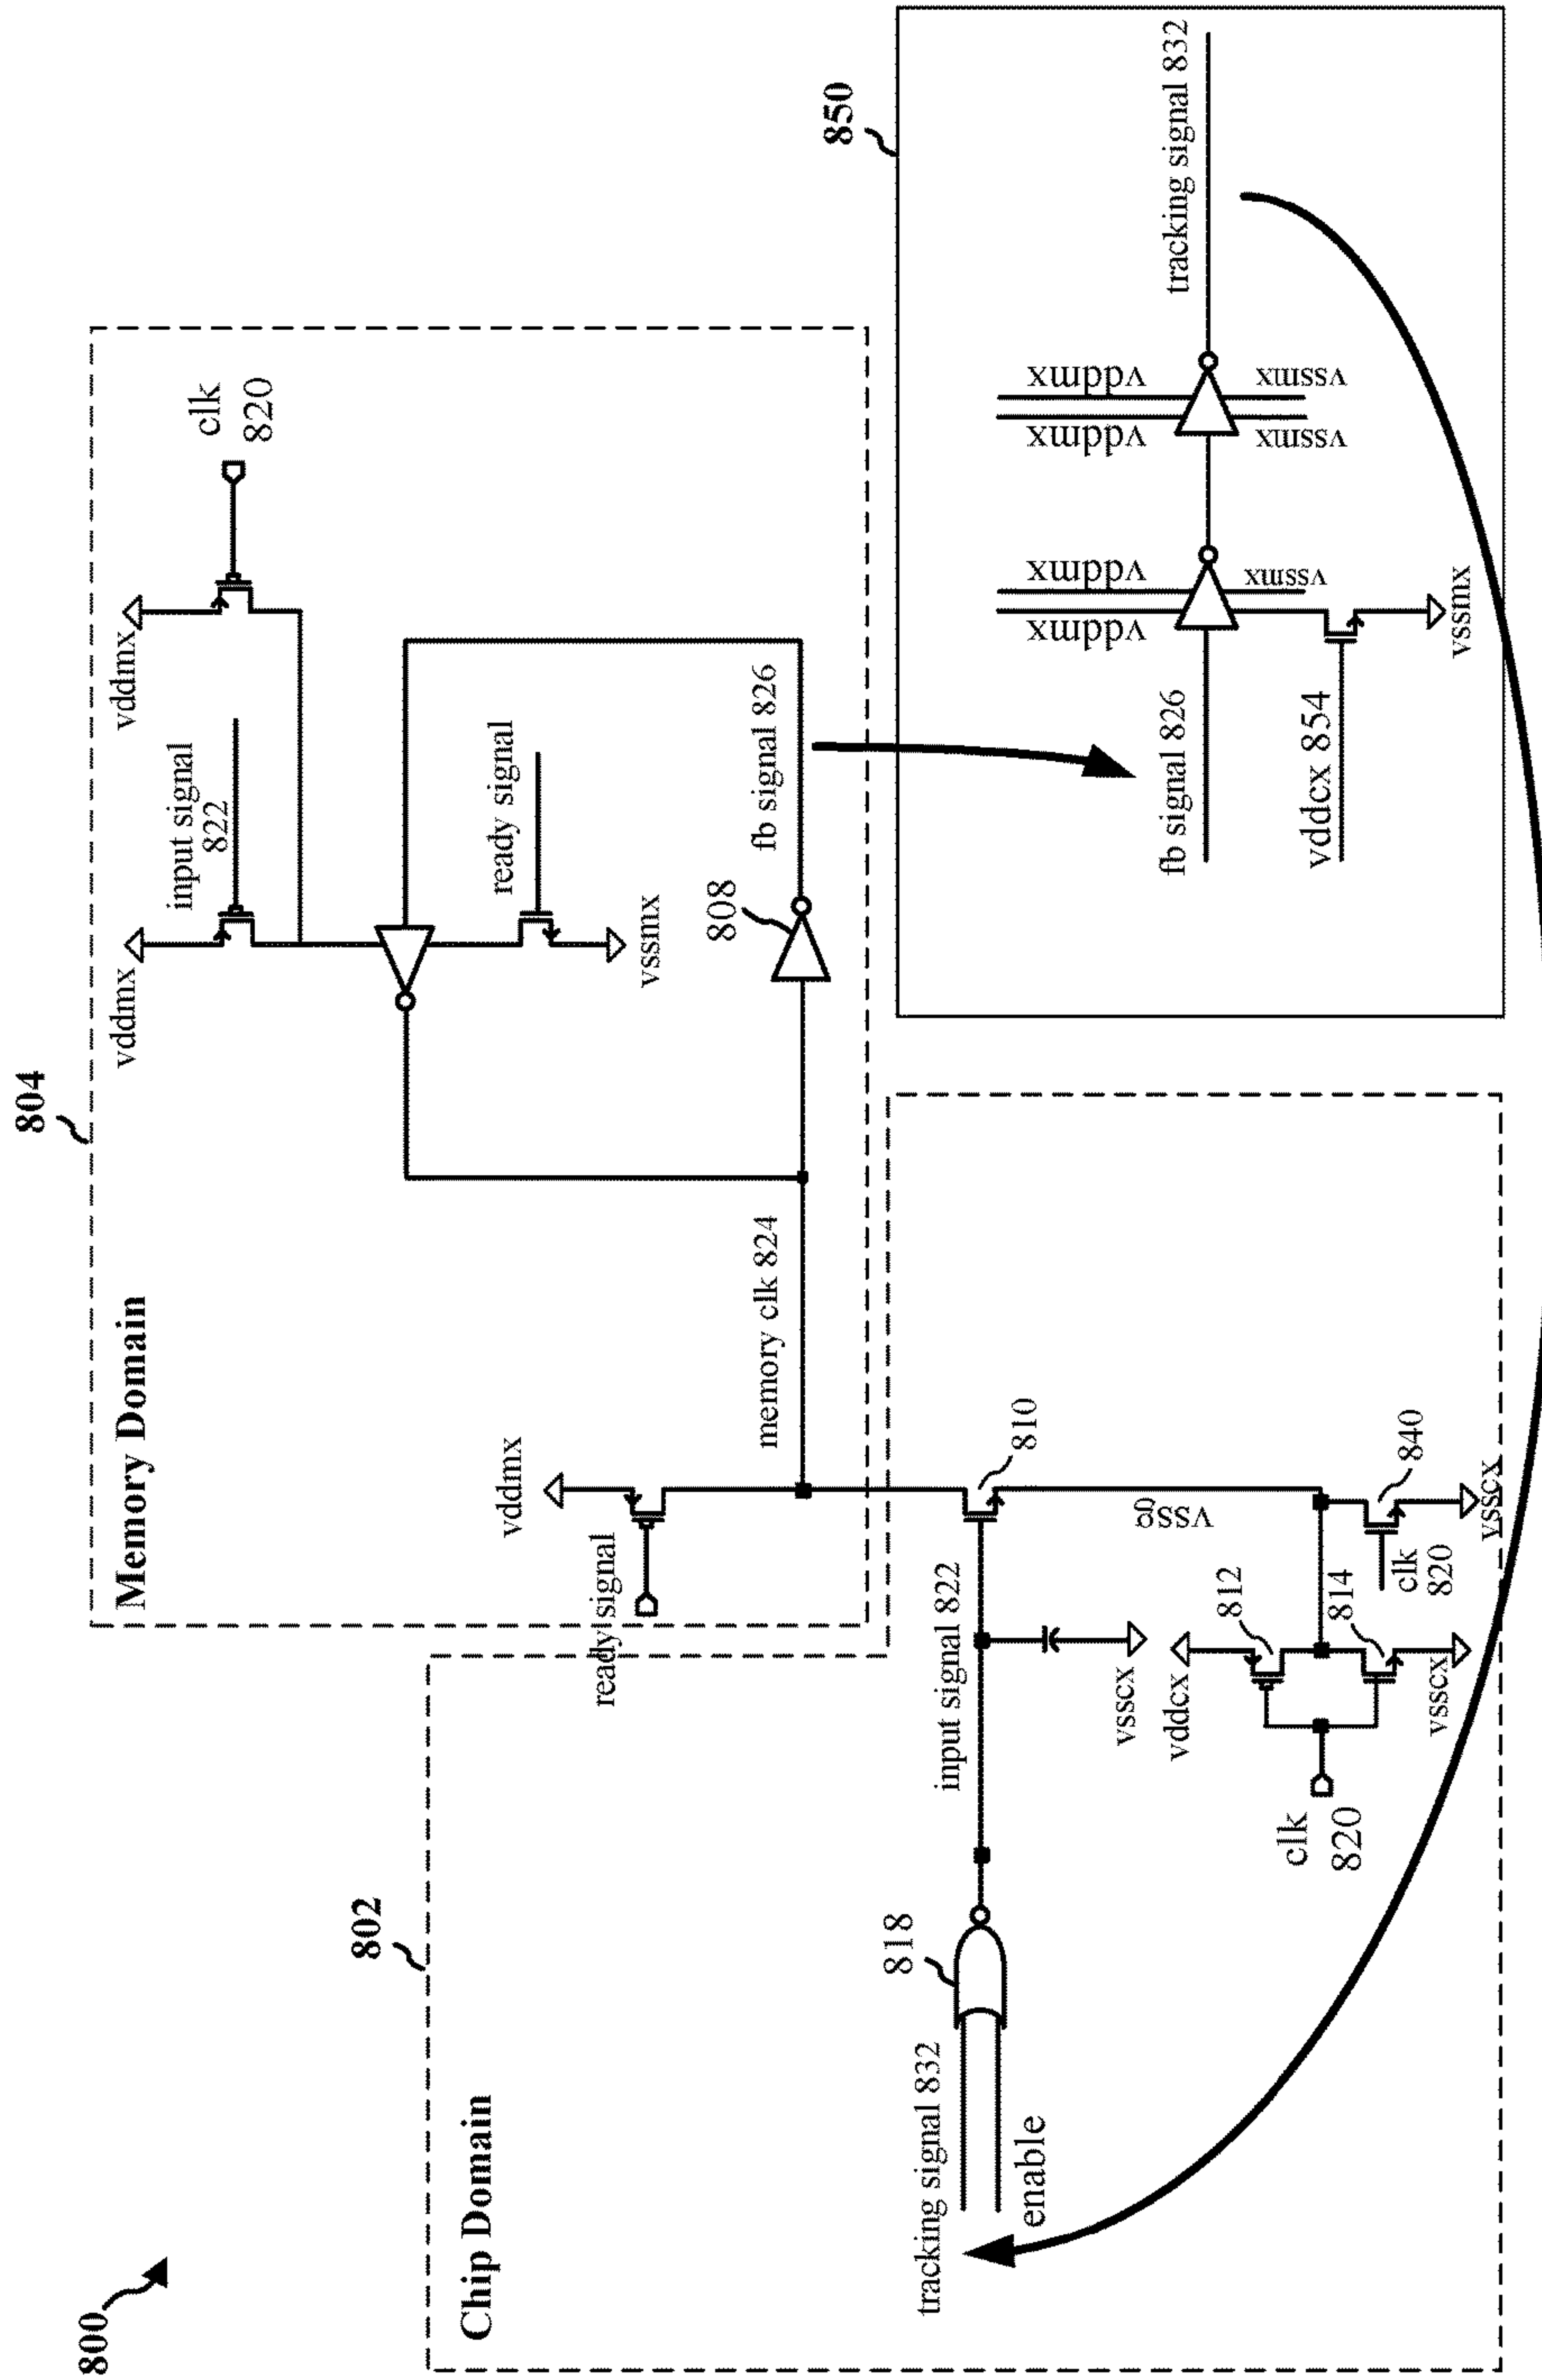 800
804
Memory Domain
vddmx
input signal
822
vddmx
clk
820
ready signal
vssmx
vddmx
ready signal
memory clk 824
808
fb signal 826
802
Chip Domain
tracking signal 832
enable
818
input signal 822
810
vsscx
vssg
clk
820
vddcx
812
814
vsscx
clk
820
840
vsscx
850
fb signal 826
vddmx
vddmx
vssmx
vddcx 854
vssmx
vddmx
vddmx
vssmx
vssmx
tracking signal 832